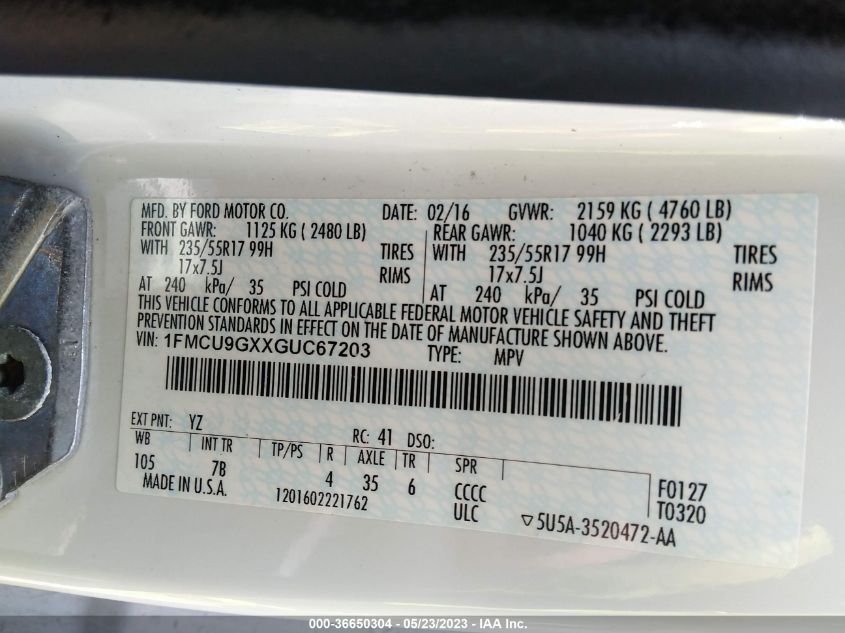 MFD. BY FORD MOTOR CO. DATE: 02/16 GVWR: 2159 KG ( 4760 LB)
FRONT GAWR: 1125 KG ( 2480 LB) REAR GAWR: 1040 KG ( 2293 LB)
WITH 235/55R17 99H TIRES WITH 235/55R17 99H TIRES
17x7.5J RIMS 17x7.5J RIMS
AT 240 kPa/ 35 PSI COLD AT 240 kPa/ 35 PSI COLD
THIS VEHICLE CONFORMS TO ALL APPLICABLE FEDERAL MOTOR VEHICLE SAFETY AND THEFT
PREVENTION STANDARDS IN EFFECT ON THE DATE OF MANUFACTURE SHOWN ABOVE.
VIN: 1FMCU9GXXGUC67203 TYPE: MPV
EXT PNT: YZ RC: 41 DSO:
WB INT TR TP/PS R AXLE TR SPR
105 7B 4 35 6 CCCC F0127
MADE IN U.S.A. 1201602221762 ULC T0320
▽5U5A-3520472-AA
000-36650304 / 05/23/2023 - IAA Inc.